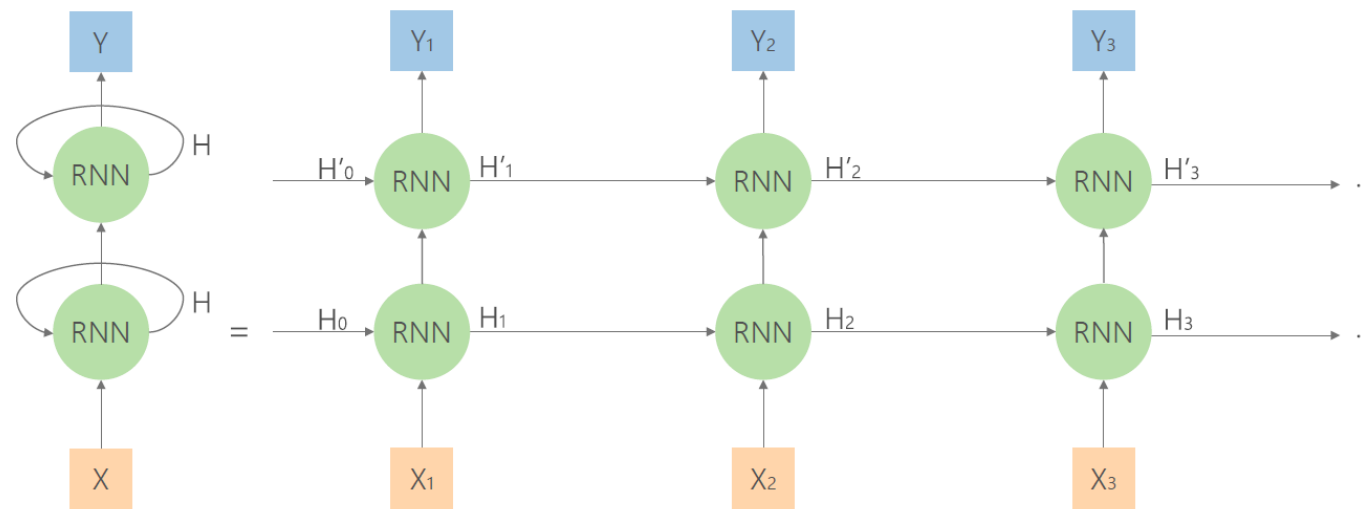 Y Y₁ Y₂ Y₃
RNN H H′₀ RNN H′₁ RNN H′₂ RNN H′₃ .
RNN H = H₀ RNN H₁ RNN H₂ RNN H₃ .
X X₁ X₂ X₃